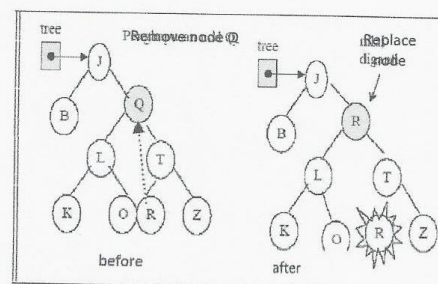 tree
Remove node Q
J
B
Q
L
T
K
O
R
Z
before
tree
Replace
node
J
B
R
L
T
K
O
R
Z
after